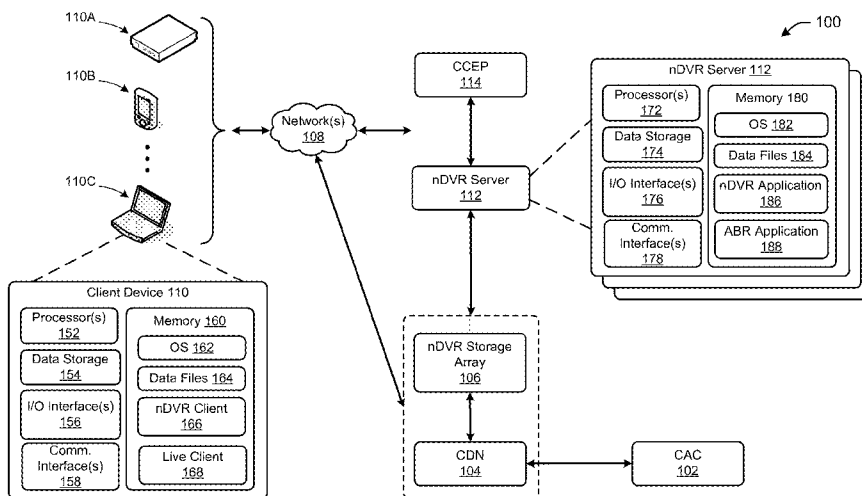 100
110A
110B
110C
Network(s)
108
CCEP
114
nDVR Server
112
nDVR Server 112
Processor(s)
172
Data Storage
174
I/O Interface(s)
176
Comm.
Interface(s)
178
Memory 180
OS 182
Data Files 184
nDVR Application
186
ABR Application
188
Client Device 110
Processor(s)
152
Data Storage
154
I/O Interface(s)
156
Comm.
Interface(s)
158
Memory 160
OS 162
Data Files 164
nDVR Client
166
Live Client
168
nDVR Storage
Array
106
CDN
104
CAC
102